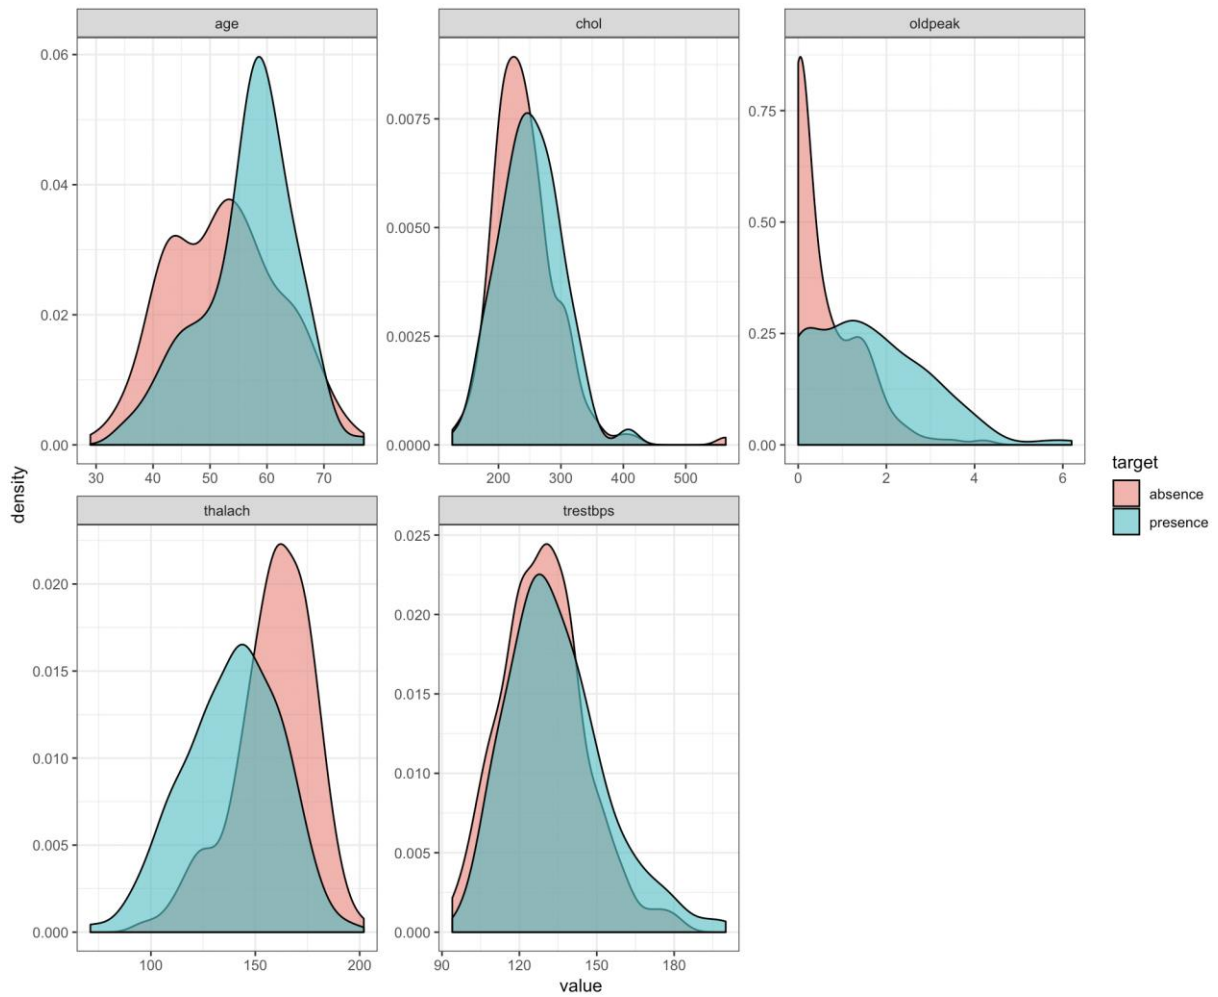 age
chol
oldpeak
0.06
0.04
0.02
0.00
30 40 50 60 70
0.0075
0.0050
0.0025
0.0000
200 300 400 500
0.75
0.50
0.25
0.00
0 2 4 6
density
thalach
trestbps
0.020
0.015
0.010
0.005
0.000
100 150 200
0.025
0.020
0.015
0.010
0.005
0.000
90 120 150 180
value
target
absence
presence